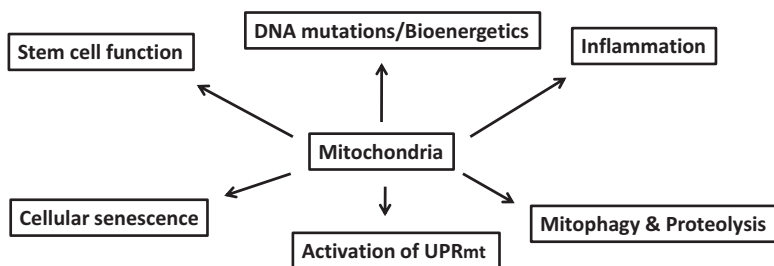 DNA mutations/Bioenergetics
Stem cell function
Inflammation
Mitochondria
Cellular senescence
Mitophagy & Proteolysis
Activation of UPRmt